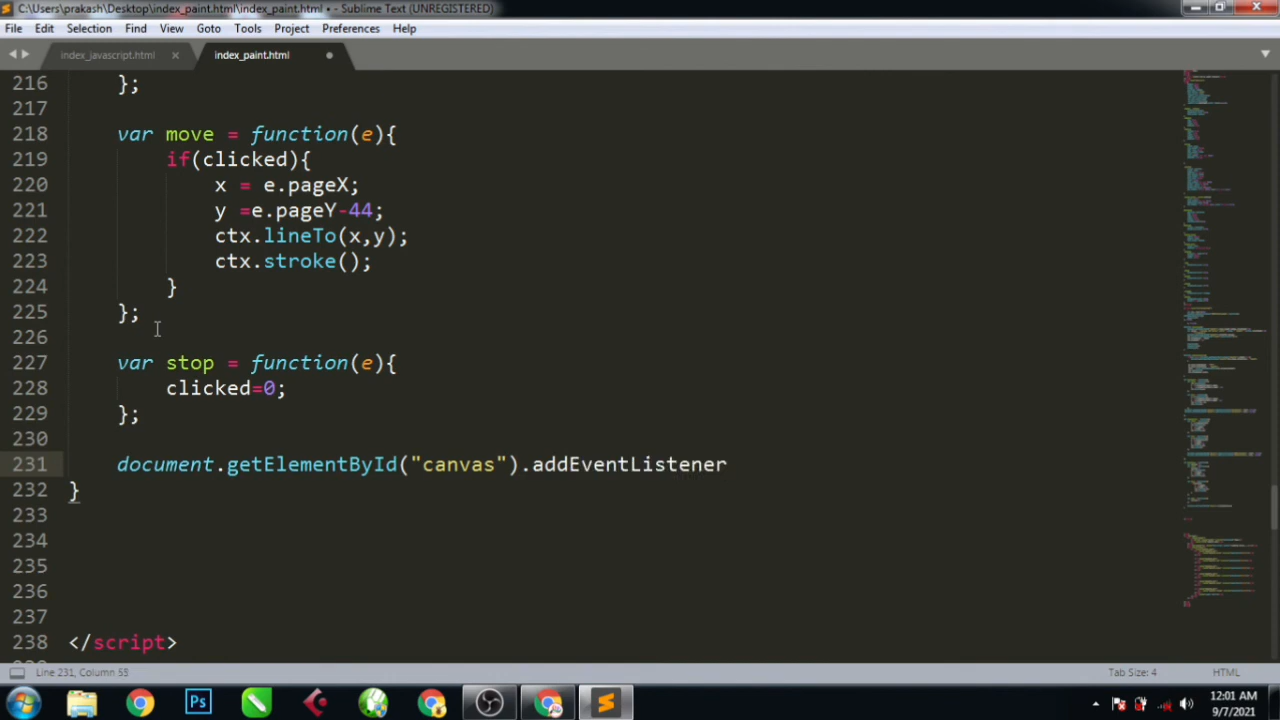 C:\Users\prakash\Desktop\index_paint.html\index_paint.html • - Sublime Text (UNREGISTERED)
File Edit Selection Find View Goto Tools Project Preferences Help
index_javascript.html index_paint.html
216 };
217
218 var move = function(e){
219 if(clicked){
220 x = e.pageX;
221 y =e.pageY-44;
222 ctx.lineTo(x,y);
223 ctx.stroke();
224 }
225 };
226
227 var stop = function(e){
228 clicked=0;
229 };
230
231 document.getElementById("canvas").addEventListener
232 }
233
234
235
236
237
238 </script>
Line 231, Column 55 Tab Size: 4 HTML
Ps 12:01 AM
9/7/2021